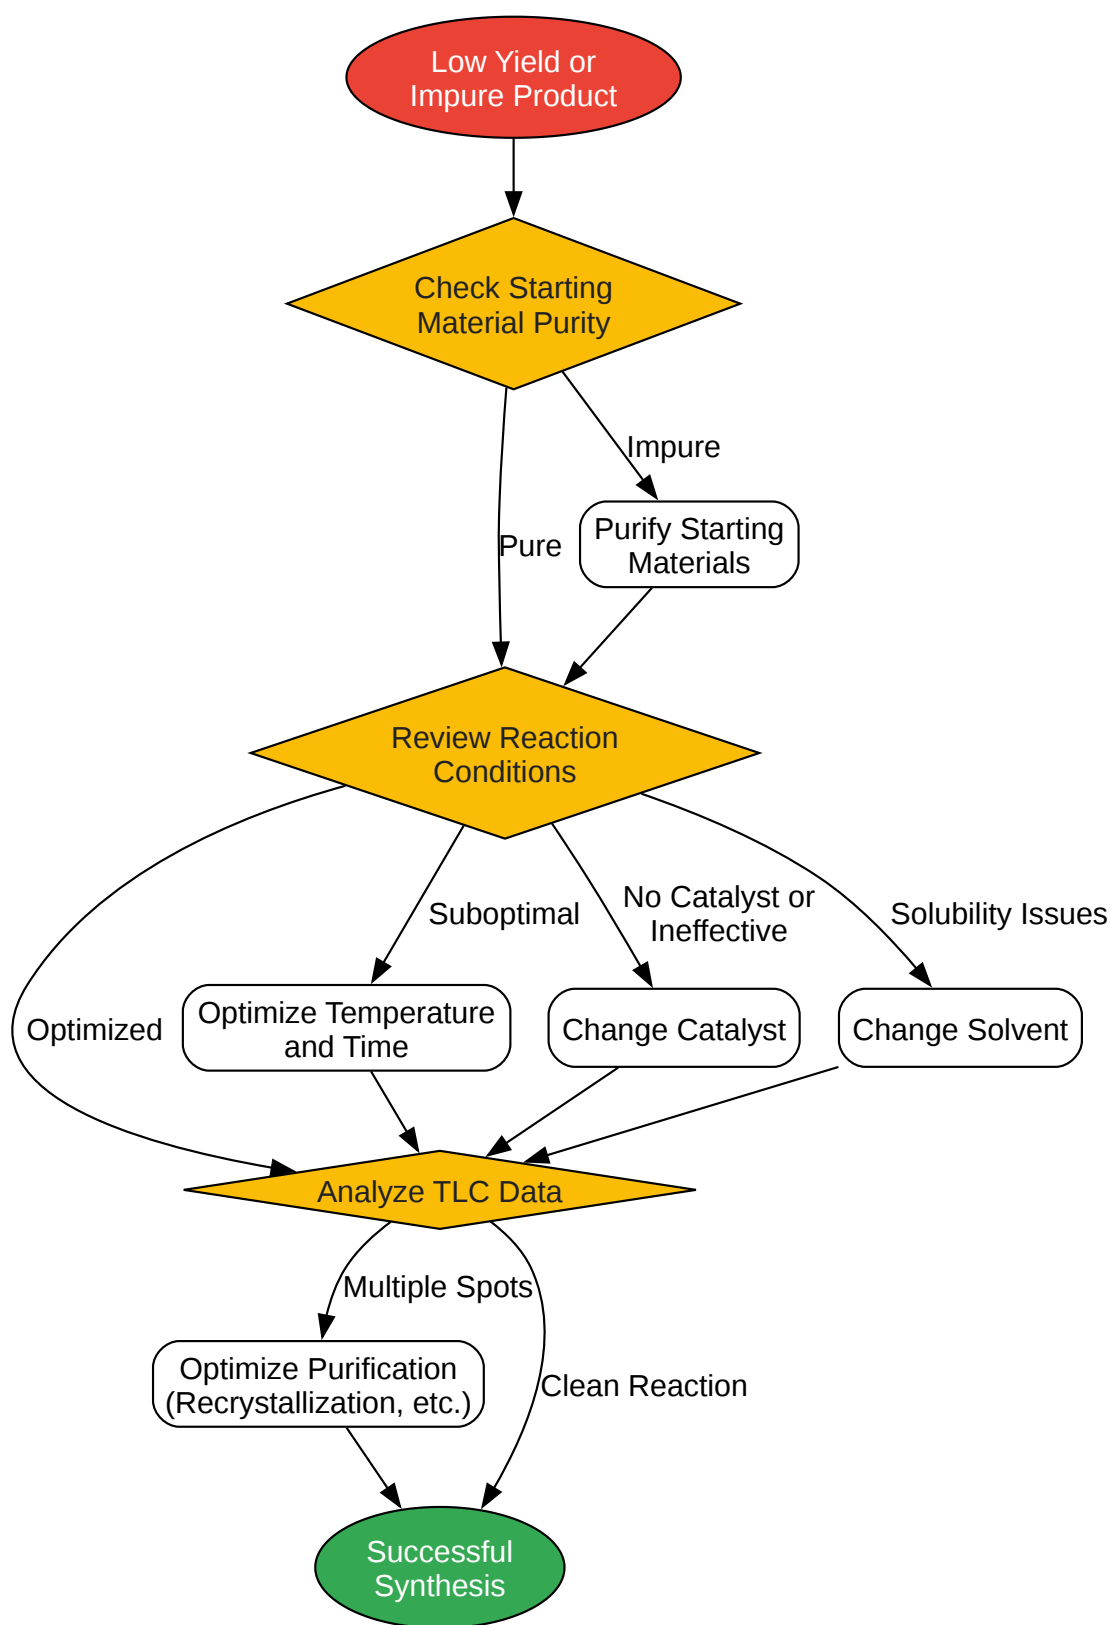 Low Yield or
Impure Product
Check Starting
Material Purity
Impure
Pure
Purify Starting
Materials
Review Reaction
Conditions
Suboptimal
No Catalyst or
Ineffective
Solubility Issues
Optimized
Optimize Temperature
and Time
Change Catalyst
Change Solvent
Analyze TLC Data
Multiple Spots
Optimize Purification
(Recrystallization, etc.)
Clean Reaction
Successful
Synthesis